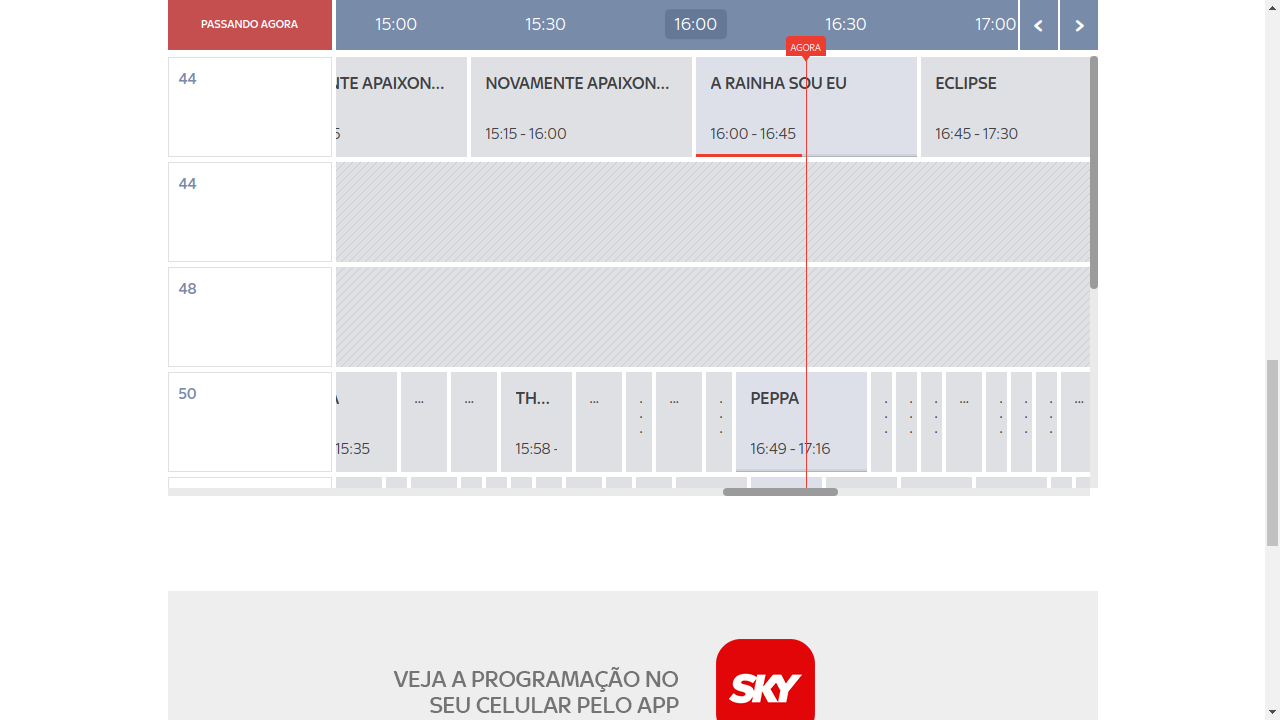 PASSANDO AGORA
15:00
15:30
16:00
16:30
17:00
AGORA
44
NTE APAIXON...
NOVAMENTE APAIXON...
15:15 - 16:00
A RAINHA SOU EU
16:00 - 16:45
ECLIPSE
16:45 - 17:30
44
48
50
15:35
...
...
TH...
15:58 -
...
...
...
...
PEPPA
16:49 - 17:16
...
...
...
...
...
...
...
...
VEJA A PROGRAMAÇÃO NO
SEU CELULAR PELO APP
SKY